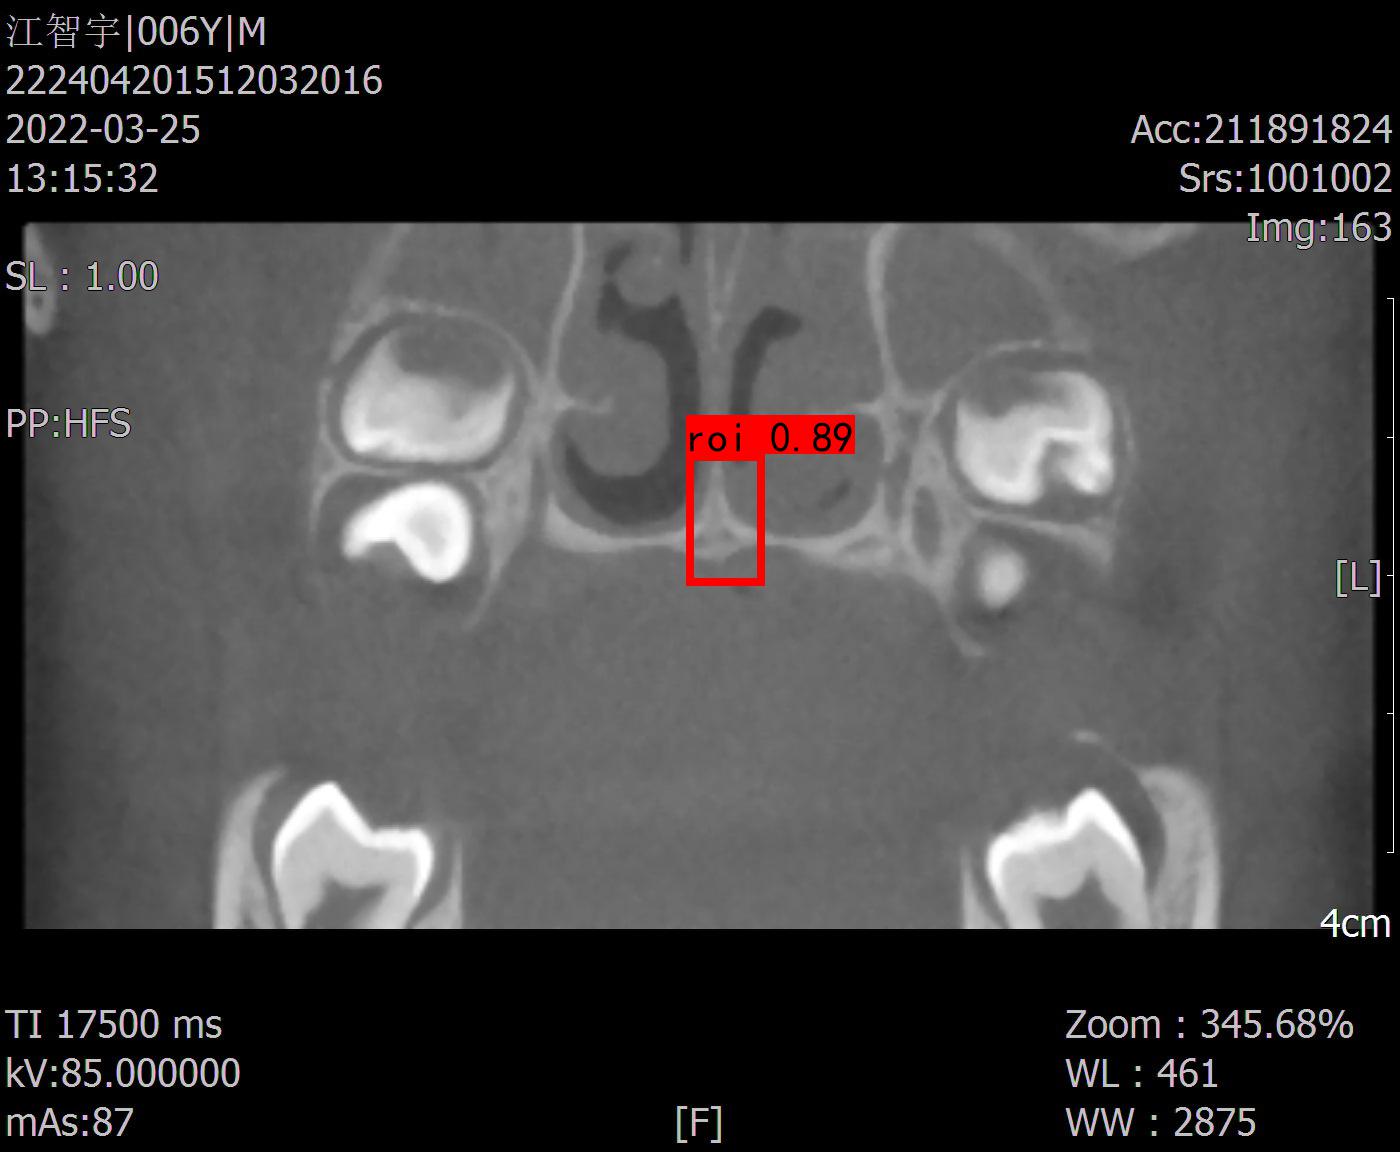 江智宇|006Y|M
222404201512032016
2022-03-25
13:15:32
Acc:211891824
Srs:1001002
Img:163
SL : 1.00
PP:HFS
roi 0.89
[L]
4cm
TI 17500 ms
kV:85.000000
mAs:87
[F]
Zoom : 345.68%
WL : 461
WW : 2875